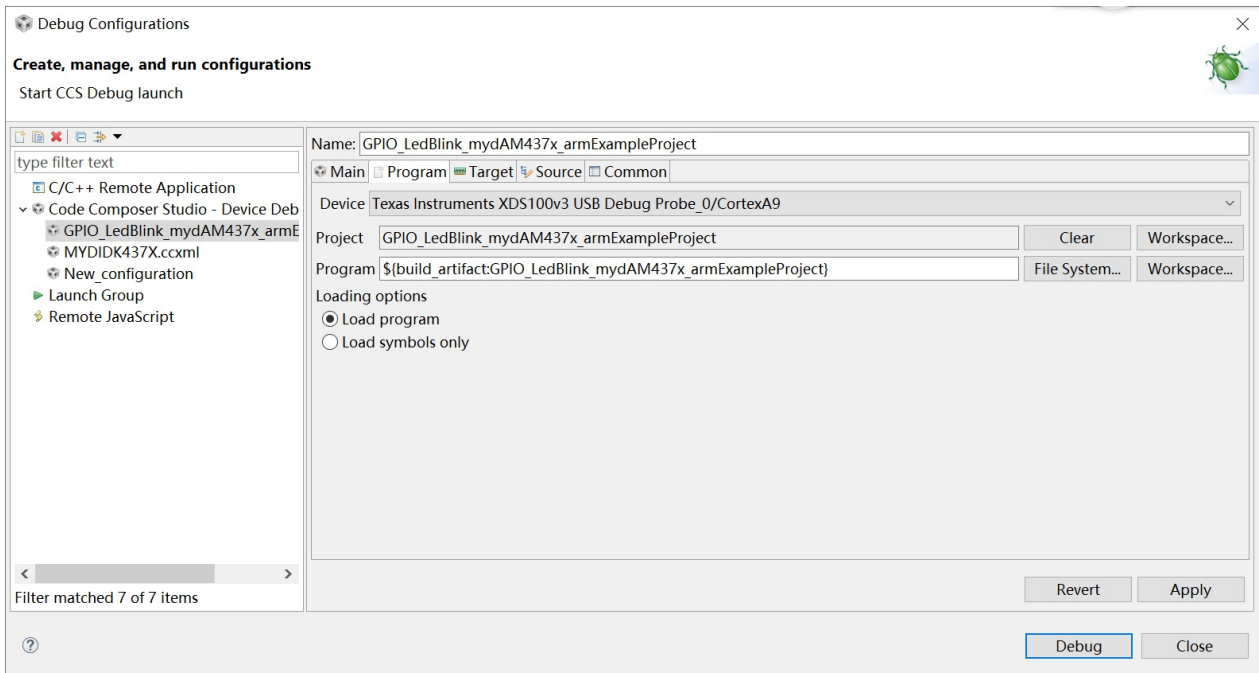 Debug Configurations
Create, manage, and run configurations
Start CCS Debug launch
type filter text
C/C++ Remote Application
Code Composer Studio - Device Deb
GPIO_LedBlink_mydAM437x_armE
MYDIDK437X.ccxml
New_configuration
Launch Group
Remote JavaScript
Filter matched 7 of 7 items
Name: GPIO_LedBlink_mydAM437x_armExampleProject
Main Program Target Source Common
Device Texas Instruments XDS100v3 USB Debug Probe_0/CortexA9
Project GPIO_LedBlink_mydAM437x_armExampleProject Clear Workspace...
Program ${build_artifact:GPIO_LedBlink_mydAM437x_armExampleProject} File System... Workspace...
Loading options
Load program
Load symbols only
Revert Apply
Debug Close